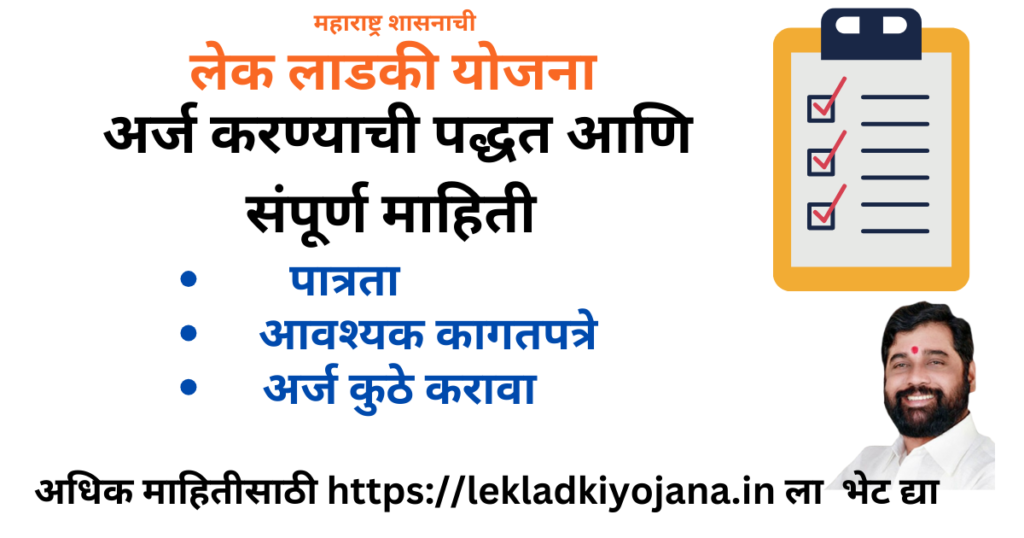 महाराष्ट्र शासनाची
लेक लाडकी योजना
अर्ज करण्याची पद्धत आणि
संपूर्ण माहिती
• पात्रता
• आवश्यक कागतपत्रे
• अर्ज कुठे करावा
अधिक माहितीसाठी https://lekladkiyojana.in ला भेट द्या